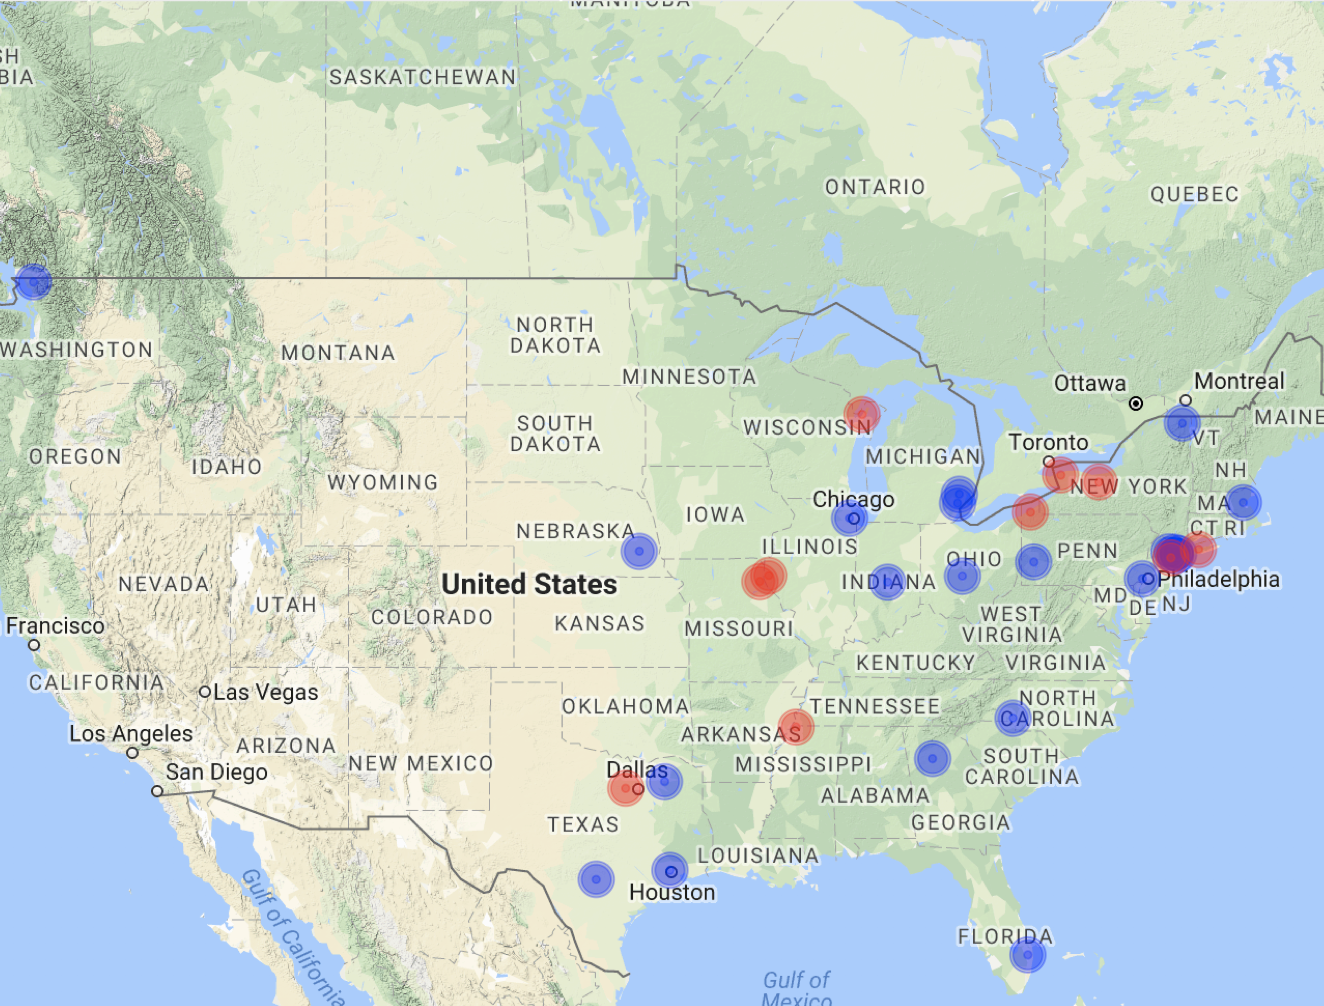 MANITOBA
SH
BIA
SASKATCHEWAN
ONTARIO
QUEBEC
NORTH
DAKOTA
WASHINGTON
MONTANA
MINNESOTA
Ottawa
Montreal
MAINE
SOUTH
DAKOTA
WISCONSIN
VT
Toronto
OREGON
IDAHO
MICHIGAN
NH
WYOMING
NEW YORK
Chicago
MA
IOWA
CT RI
NEBRASKA
ILLINOIS
OHIO
PENN
NEVADA
United States
INDIANA
Philadelphia
UTAH
MD
DE
NJ
COLORADO
KANSAS
MISSOURI
WEST
VIRGINIA
Francisco
KENTUCKY
VIRGINIA
CALIFORNIA
Las Vegas
OKLAHOMA
TENNESSEE
NORTH
CAROLINA
Los Angeles
ARIZONA
NEW MEXICO
ARKANSAS
MISSISSIPPI
SOUTH
CAROLINA
San Diego
Dallas
ALABAMA
TEXAS
GEORGIA
LOUISIANA
Houston
Gulf of California
FLORIDA
Gulf of
Mexico